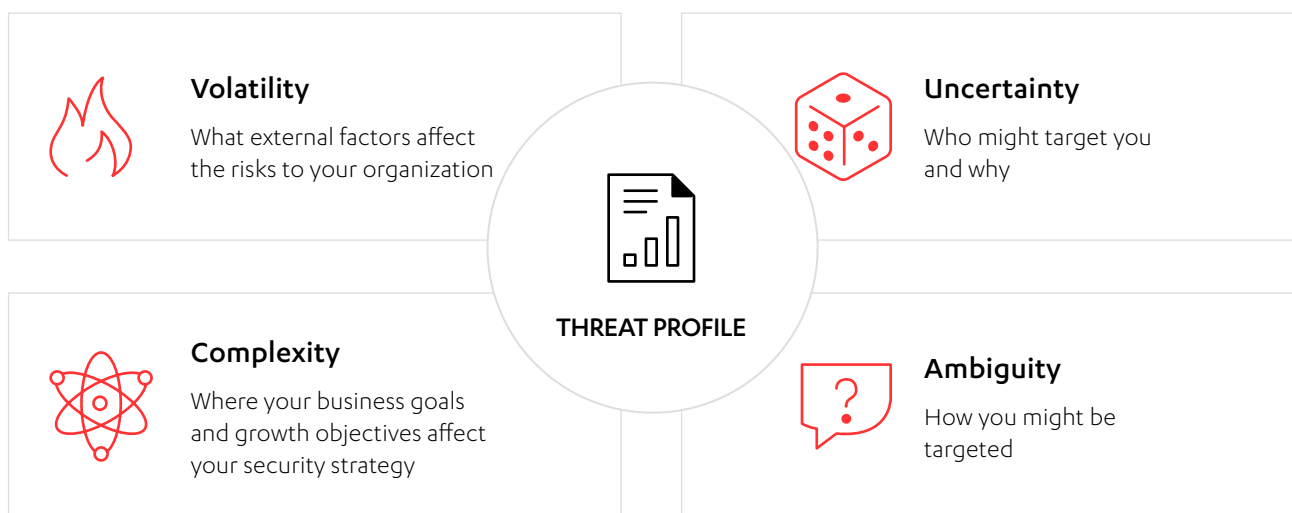 Volatility
What external factors affect
the risks to your organization
Uncertainty
Who might target you
and why
THREAT PROFILE
Complexity
Where your business goals
and growth objectives affect
your security strategy
?
Ambiguity
How you might be
targeted